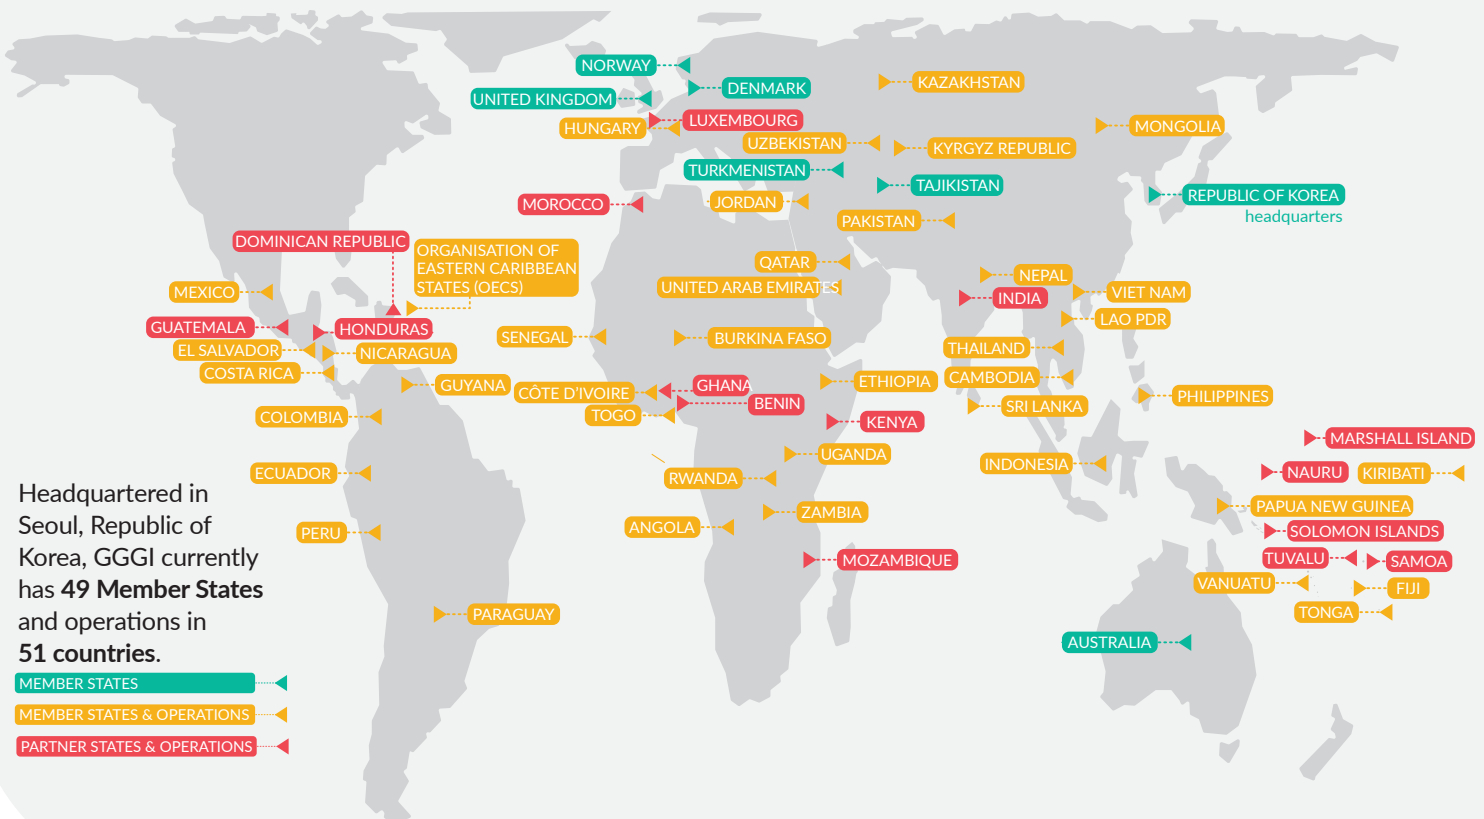 NORWAY
DENMARK
UNITED KINGDOM
LUXEMBOURG
HUNGARY
KAZAKHSTAN
MONGOLIA
UZBEKISTAN
KYRGYZ REPUBLIC
TURKMENISTAN
TAJIKISTAN
REPUBLIC OF KOREA
headquarters
MOROCCO
JORDAN
PAKISTAN
DOMINICAN REPUBLIC
ORGANISATION OF
EASTERN CARIBBEAN
STATES (OECS)
QATAR
NEPAL
UNITED ARAB EMIRATES
MEXICO
INDIA
VIET NAM
LAO PDR
GUATEMALA
HONDURAS
SENEGAL
BURKINA FASO
THAILAND
EL SALVADOR
NICARAGUA
COSTA RICA
GUYANA
CÔTE D'IVOIRE
GHANA
ETHIOPIA
CAMBODIA
BENIN
PHILIPPINES
SRI LANKA
COLOMBIA
TOGO
KENYA
MARSHALL ISLAND
UGANDA
INDONESIA
NAURU
KIRIBATI
ECUADOR
RWANDA
PAPUA NEW GUINEA
ZAMBIA
ANGOLA
SOLOMON ISLANDS
PERU
MOZAMBIQUE
TUVALU
SAMOA
VANUATU
FIJI
TONGA
PARAGUAY
AUSTRALIA
Headquartered in
Seoul, Republic of
Korea, GGGI currently
has 49 Member States
and operations in
51 countries.
MEMBER STATES
MEMBER STATES & OPERATIONS
PARTNER STATES & OPERATIONS